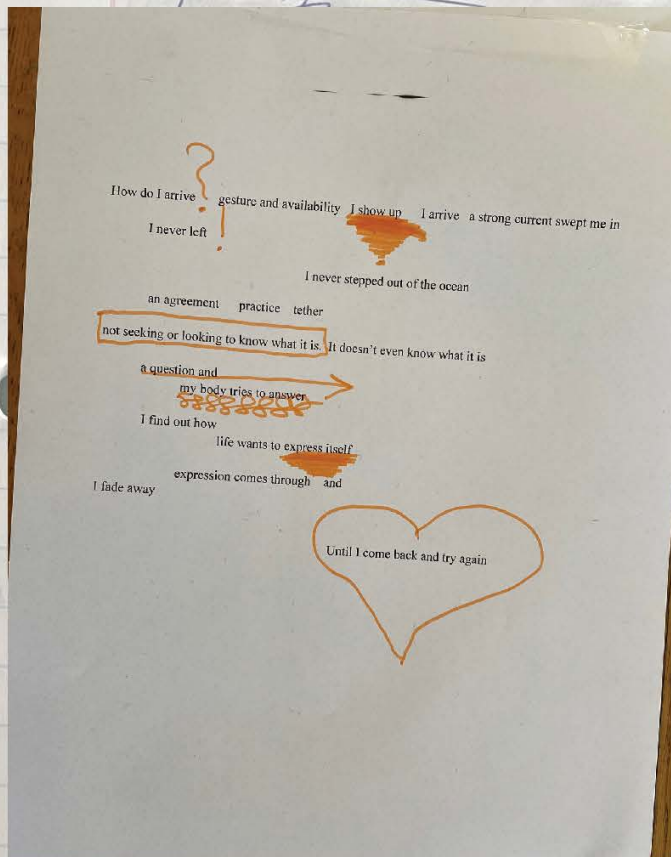 How do I arrive ? gesture and availability I show up I arrive a strong current swept me in
I never left !
I never stepped out of the ocean
an agreement practice tether
not seeking or looking to know what it is. It doesn't even know what it is
a question and
my body tries to answer
I find out how
life wants to express itself
expression comes through and
I fade away
Until I come back and try again